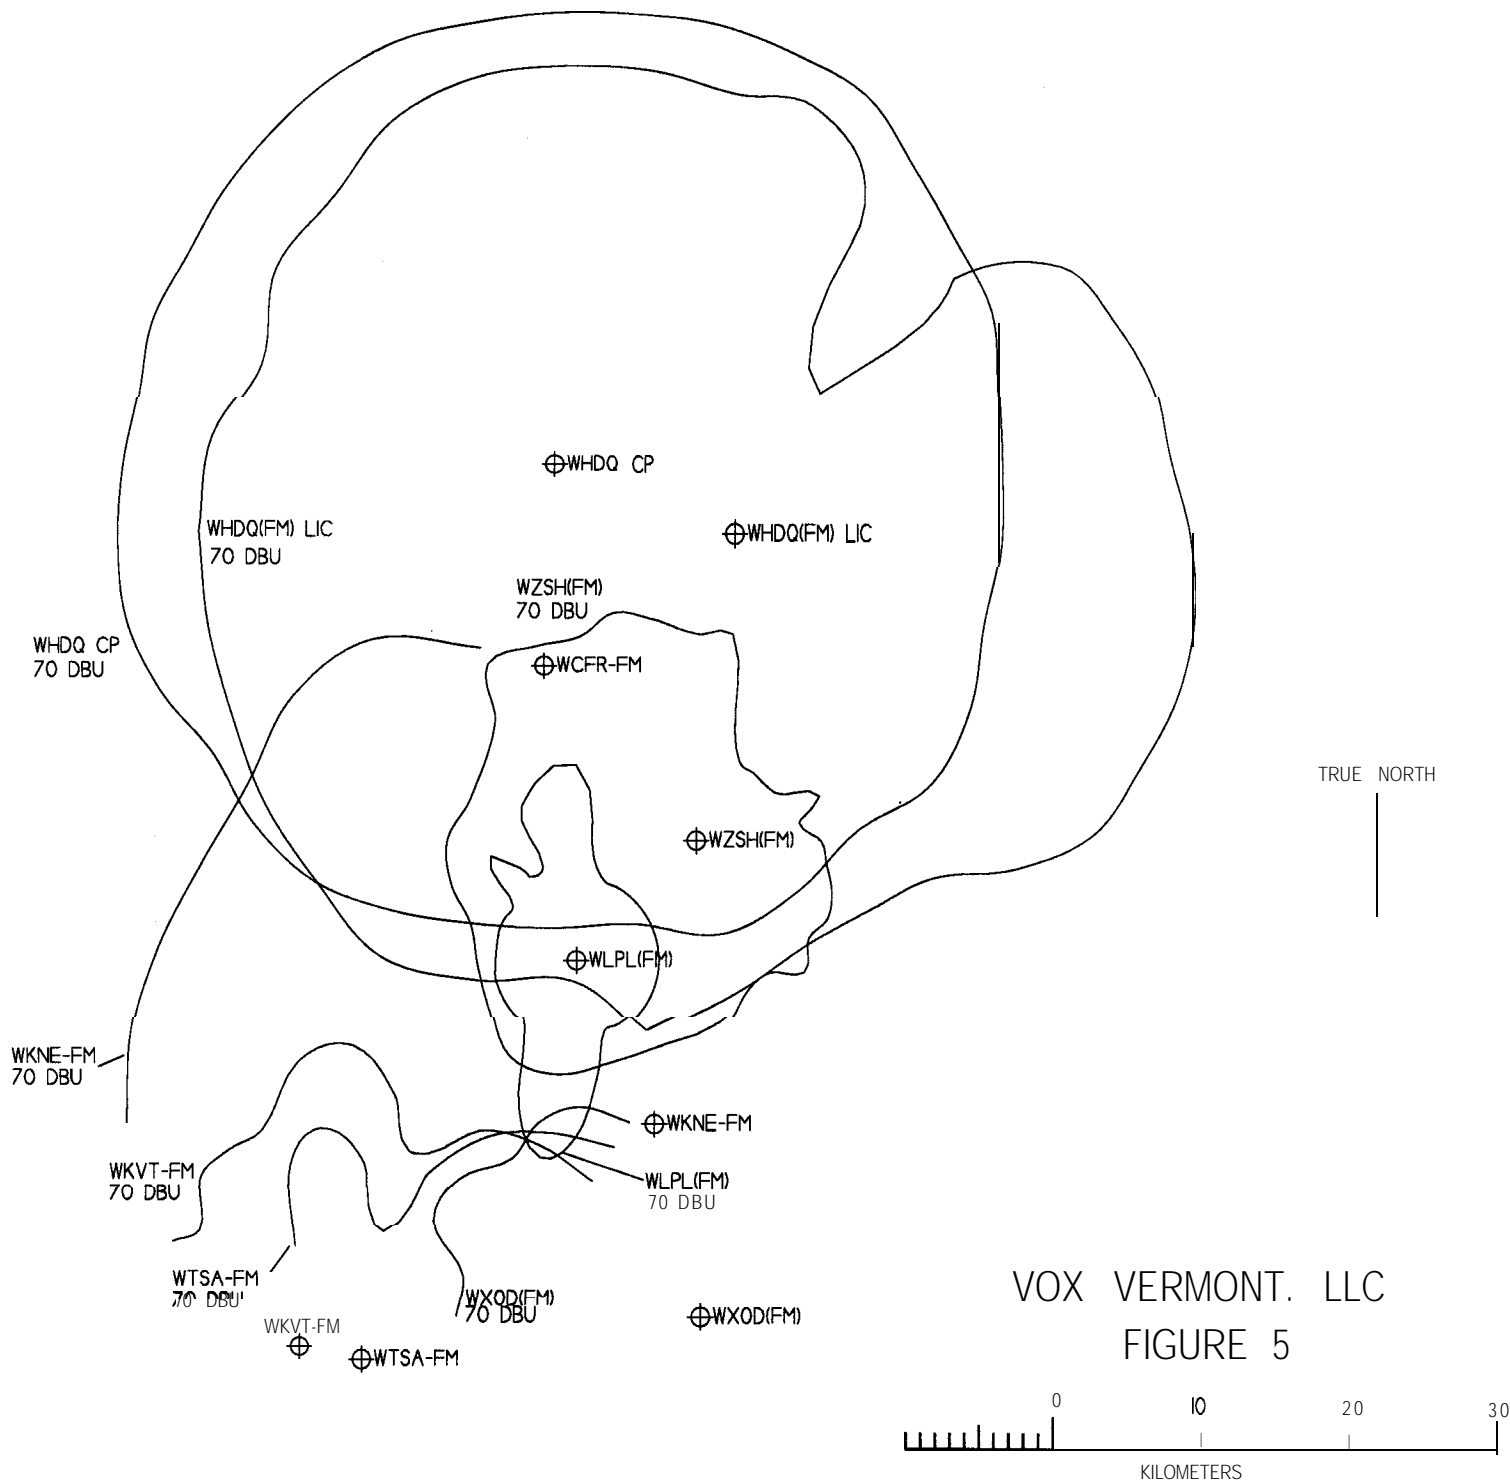 WHDQ CP
WHDQ(FM) LIC
70 DBU
WHDQ(FM) LIC
WZSH(FM)
70 DBU
WHDQ CP
70 DBU
WCFR-FM
TRUE NORTH
WZSH(FM)
WLPL(FM)
WKNE-FM
70 DBU
WKNE-FM
WKVT-FM
70 DBU
WLPL(FM)
70 DBU
WTSA-FM
70 DBU
WXOD(FM)
70 DBU
WXOD(FM)
WKVT-FM
WTSA-FM
VOX VERMONT. LLC
FIGURE 5
0 10 20 30
KILOMETERS